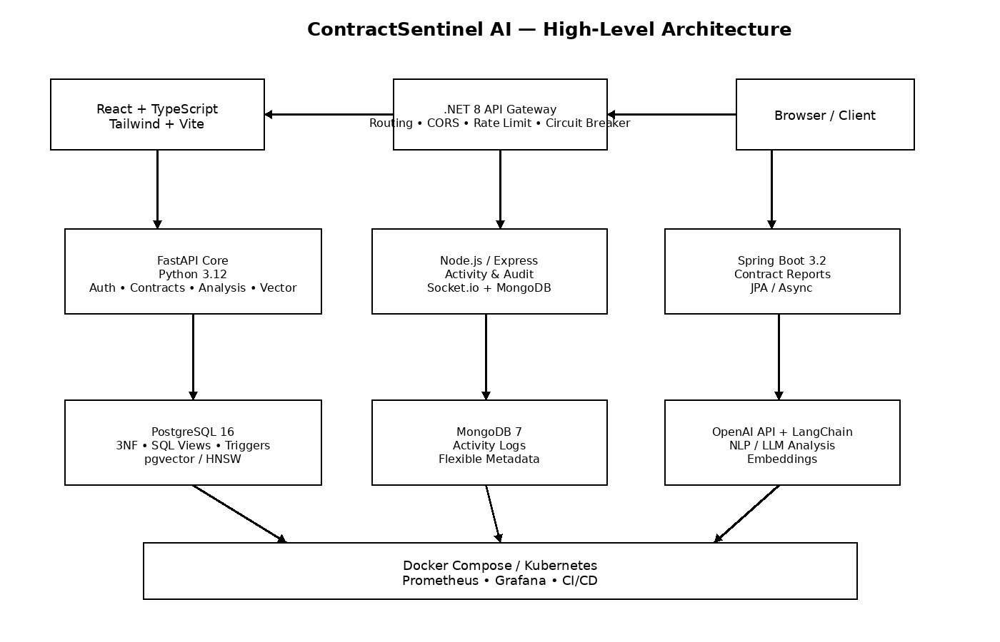 ContractSentinel AI — High-Level Architecture
React + TypeScript
Tailwind + Vite
.NET 8 API Gateway
Routing • CORS • Rate Limit • Circuit Breaker
Browser / Client
FastAPI Core
Python 3.12
Auth • Contracts • Analysis • Vector
Node.js / Express
Activity & Audit
Socket.io + MongoDB
Spring Boot 3.2
Contract Reports
JPA / Async
PostgreSQL 16
3NF • SQL Views • Triggers
pgvector / HNSW
MongoDB 7
Activity Logs
Flexible Metadata
OpenAI API + LangChain
NLP / LLM Analysis
Embeddings
Docker Compose / Kubernetes
Prometheus • Grafana • CI/CD